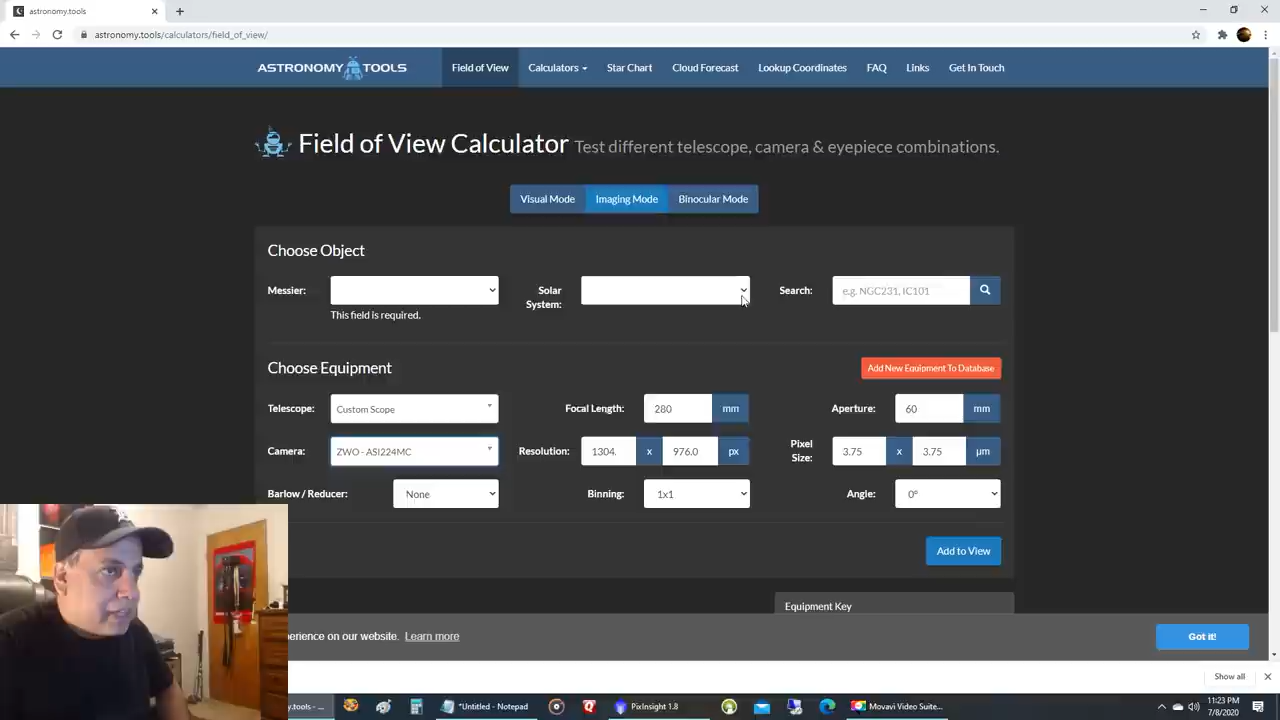 astronomy.tools
astronomy.tools/calculators/field_of_view/
ASTRONOMY TOOLS
Field of View
Calculators
Star Chart
Cloud Forecast
Lookup Coordinates
FAQ
Links
Get In Touch
Field of View Calculator Test different telescope, camera & eyepiece combinations.
Visual Mode
Imaging Mode
Binocular Mode
Choose Object
Messier:
Solar System:
Search: e.g. NGC231, IC101
This field is required.
Choose Equipment
Add New Equipment To Database
Telescope: Custom Scope
Focal Length: 280 mm
Aperture: 60 mm
Camera: ZWO - ASI224MC
Resolution: 1304. x 976.0 px
Pixel Size: 3.75 x 3.75 µm
Barlow / Reducer: None
Binning: 1x1
Angle: 0°
Add to View
Equipment Key
perience on our website. Learn more
Got it!
Show all
ny.tools - ...
*Untitled - Notepad
PixInsight 1.8
Movavi Video Suite...
11:23 PM
7/8/2020